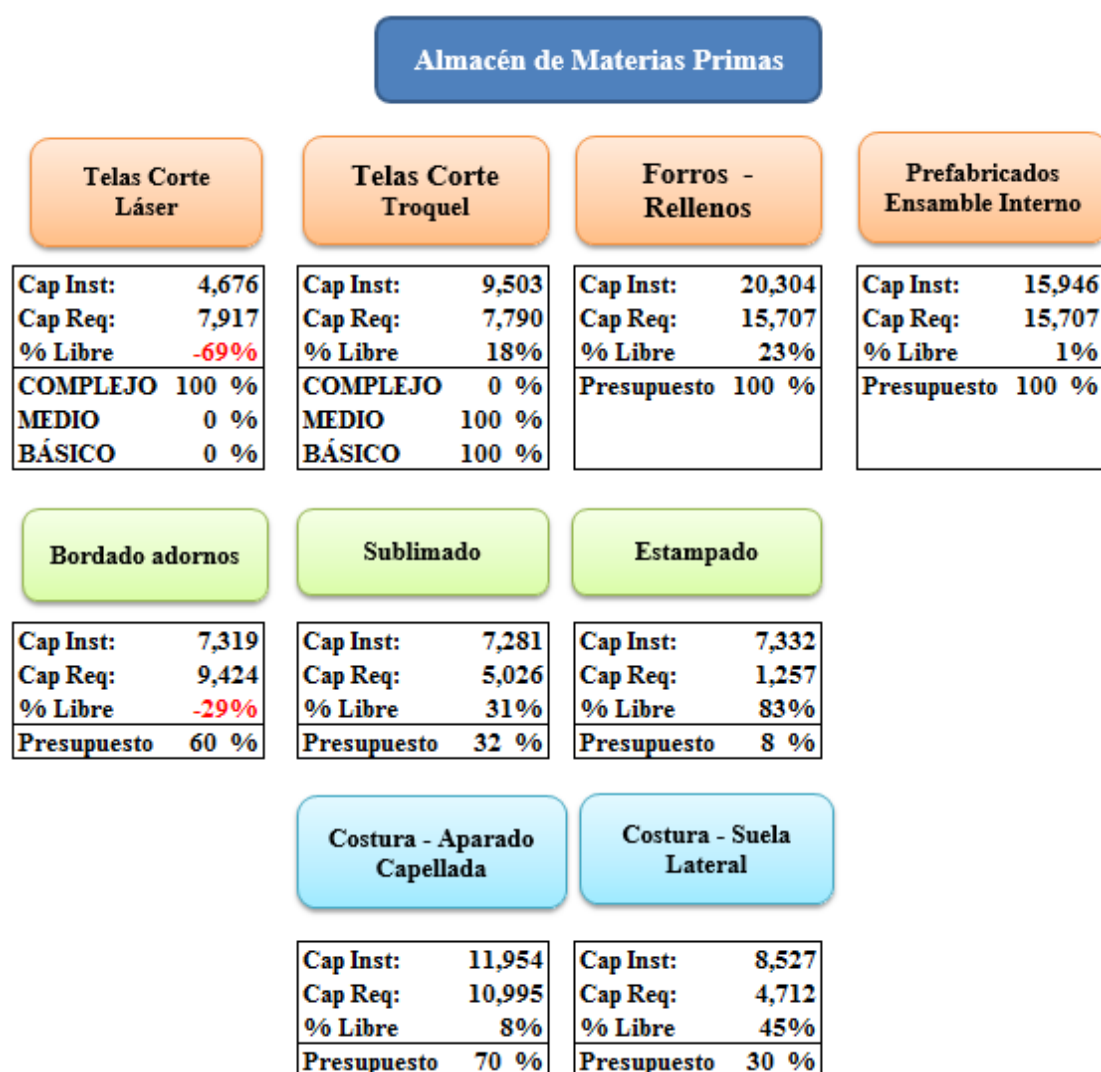 Almacén de Materias Primas
Telas Corte
Láser
Cap Inst: 4,676
Cap Req: 7,917
% Libre -69%
COMPLEJO 100 %
MEDIO 0 %
BÁSICO 0 %
Telas Corte
Troquel
Cap Inst: 9,503
Cap Req: 7,790
% Libre 18%
COMPLEJO 0 %
MEDIO 100 %
BÁSICO 100 %
Forros -
Rellenos
Cap Inst: 20,304
Cap Req: 15,707
% Libre 23%
Presupuesto 100 %
Prefabricados
Ensamble Interno
Cap Inst: 15,946
Cap Req: 15,707
% Libre 1%
Presupuesto 100 %
Bordado adornos
Cap Inst: 7,319
Cap Req: 9,424
% Libre -29%
Presupuesto 60 %
Sublimado
Cap Inst: 7,281
Cap Req: 5,026
% Libre 31%
Presupuesto 32 %
Estampado
Cap Inst: 7,332
Cap Req: 1,257
% Libre 83%
Presupuesto 8 %
Costura - Aparado
Capellada
Cap Inst: 11,954
Cap Req: 10,995
% Libre 8%
Presupuesto 70 %
Costura - Suela
Lateral
Cap Inst: 8,527
Cap Req: 4,712
% Libre 45%
Presupuesto 30 %